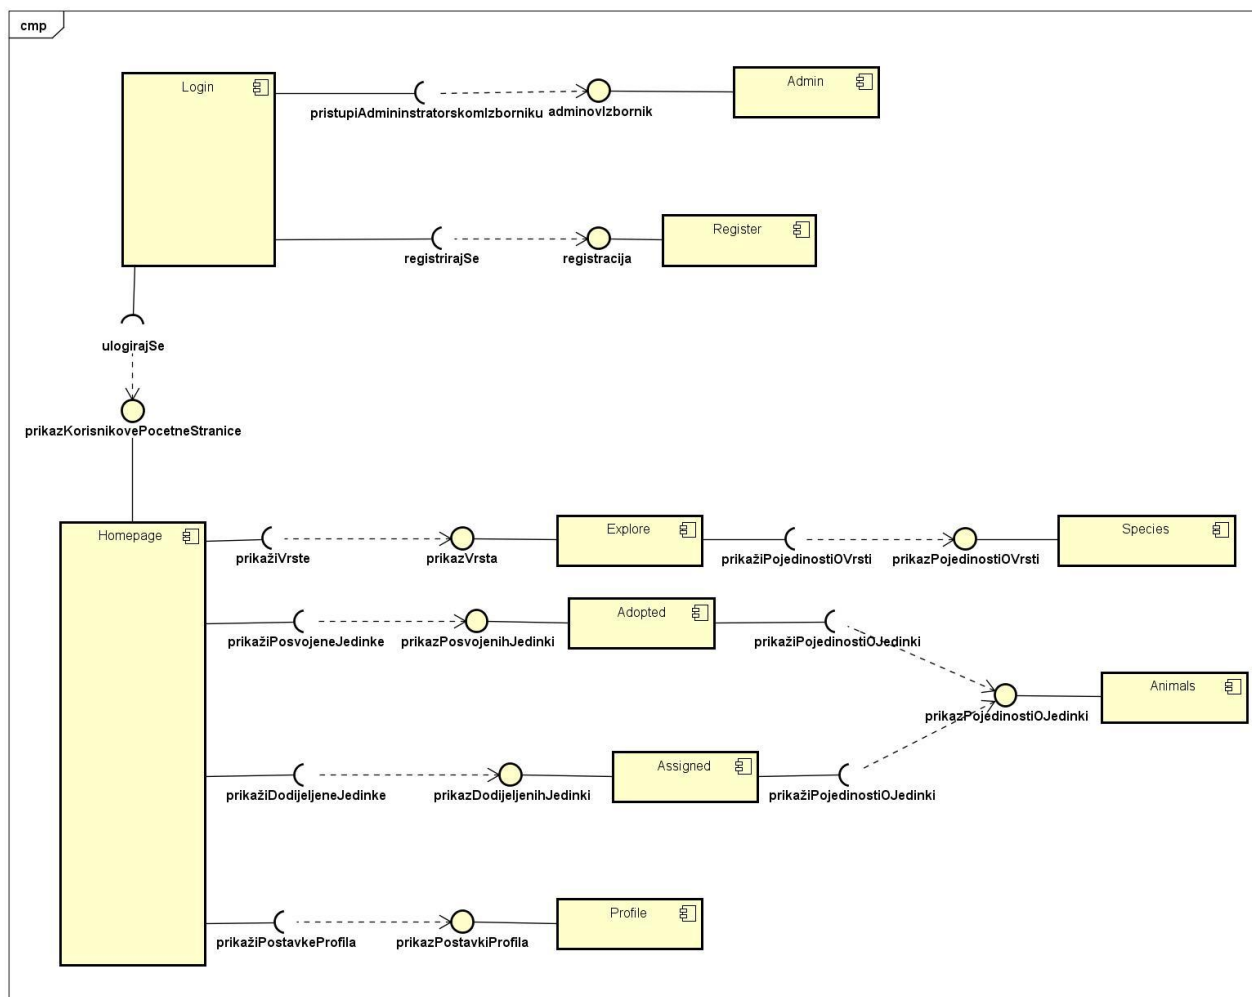 cmp
Login
Admin
pristupiAdmininstratorskomIzborniku
adminovIzbornik
Register
registrirajSe
registracija
ulogirajSe
prikazKorisnikovePocetneStranice
Homepage
Explore
Species
prikažiVrste
prikazVrsta
prikažiPojedinostiOVrsti
prikazPojedinostiOVrsti
Adopted
prikažiPosvojeneJedinke
prikazPosvojenihJedinki
prikažiPojedinostiOJedinki
Animals
prikazPojedinostiOJedinki
Assigned
prikažiDodijeljeneJedinke
prikazDodijeljenihJedinki
prikažiPojedinostiOJedinki
Profile
prikažiPostavkeProfila
prikazPostavkiProfila